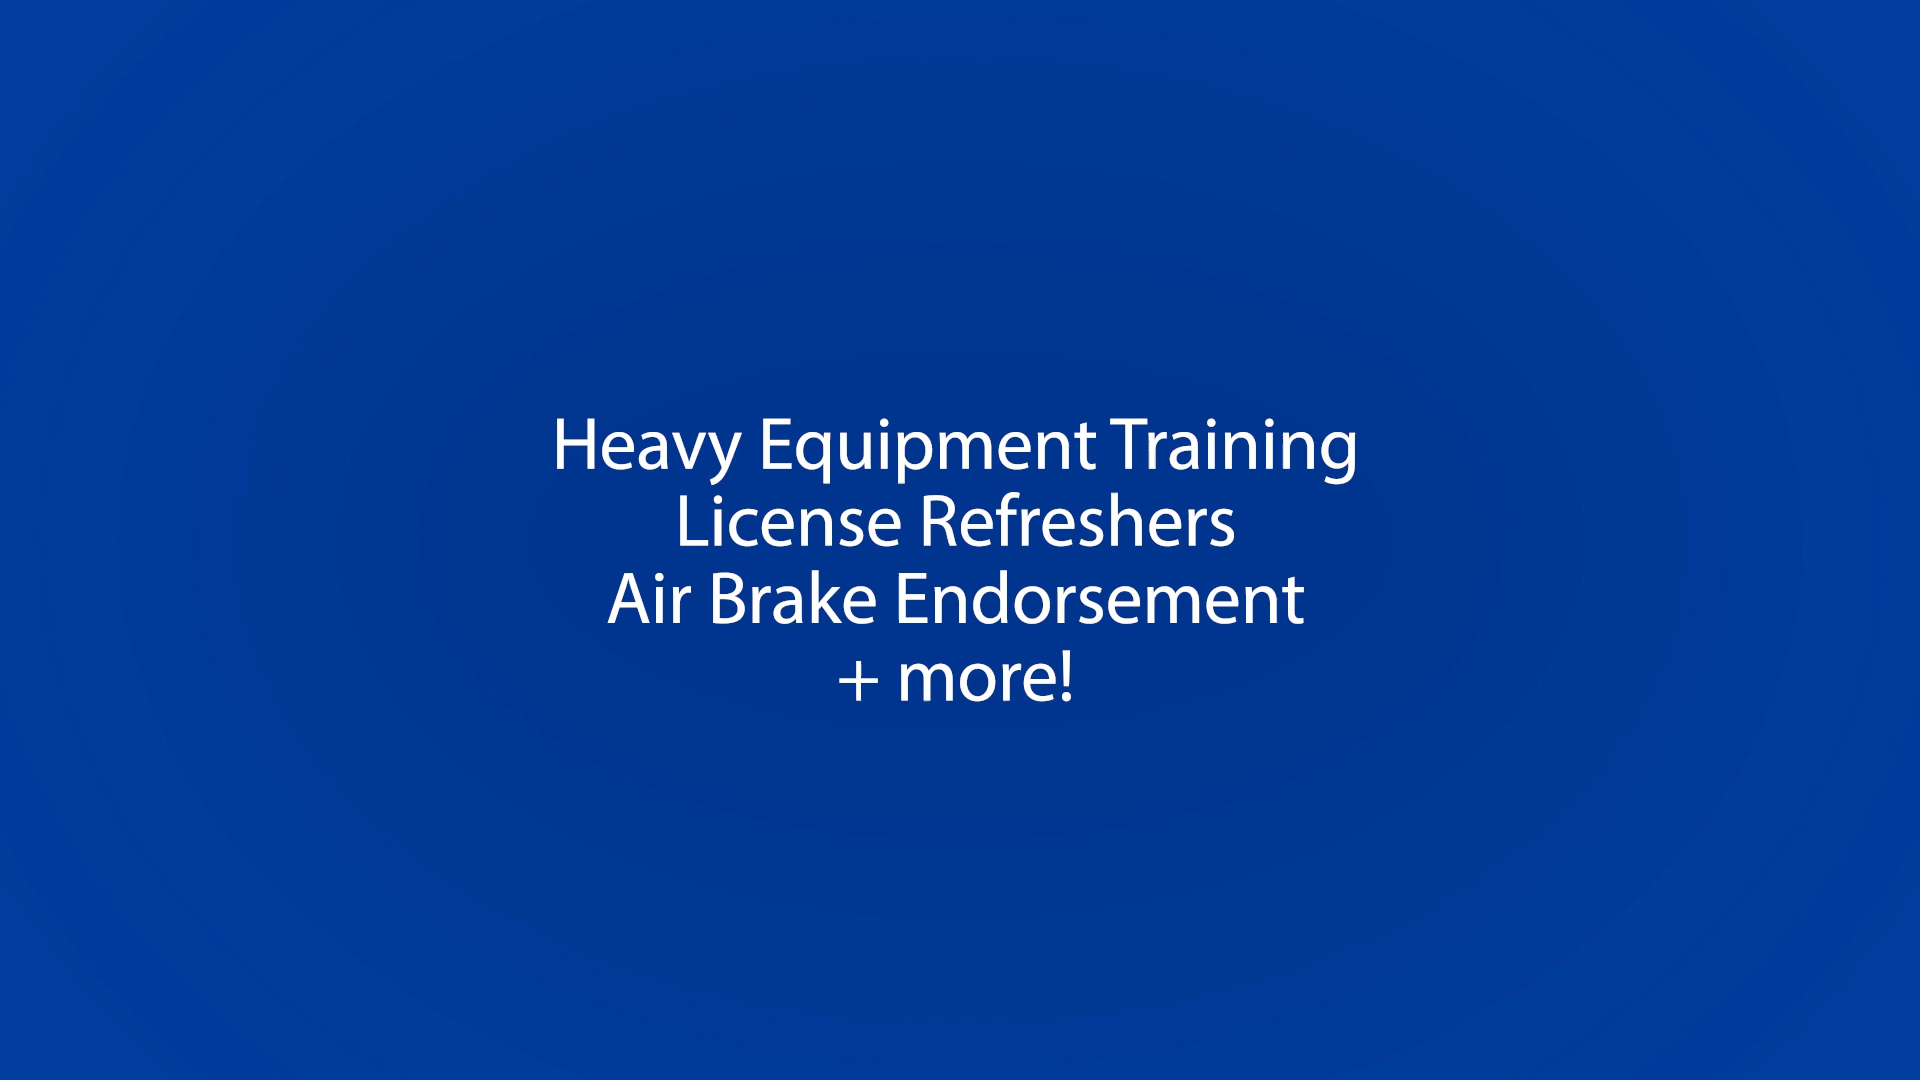 Heavy Equipment Training
License Refreshers
Air Brake Endorsement
+ more!